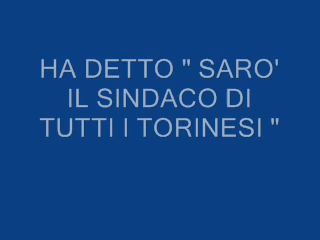 HA DETTO " SARO'
IL SINDACO DI
TUTTI I TORINESI "